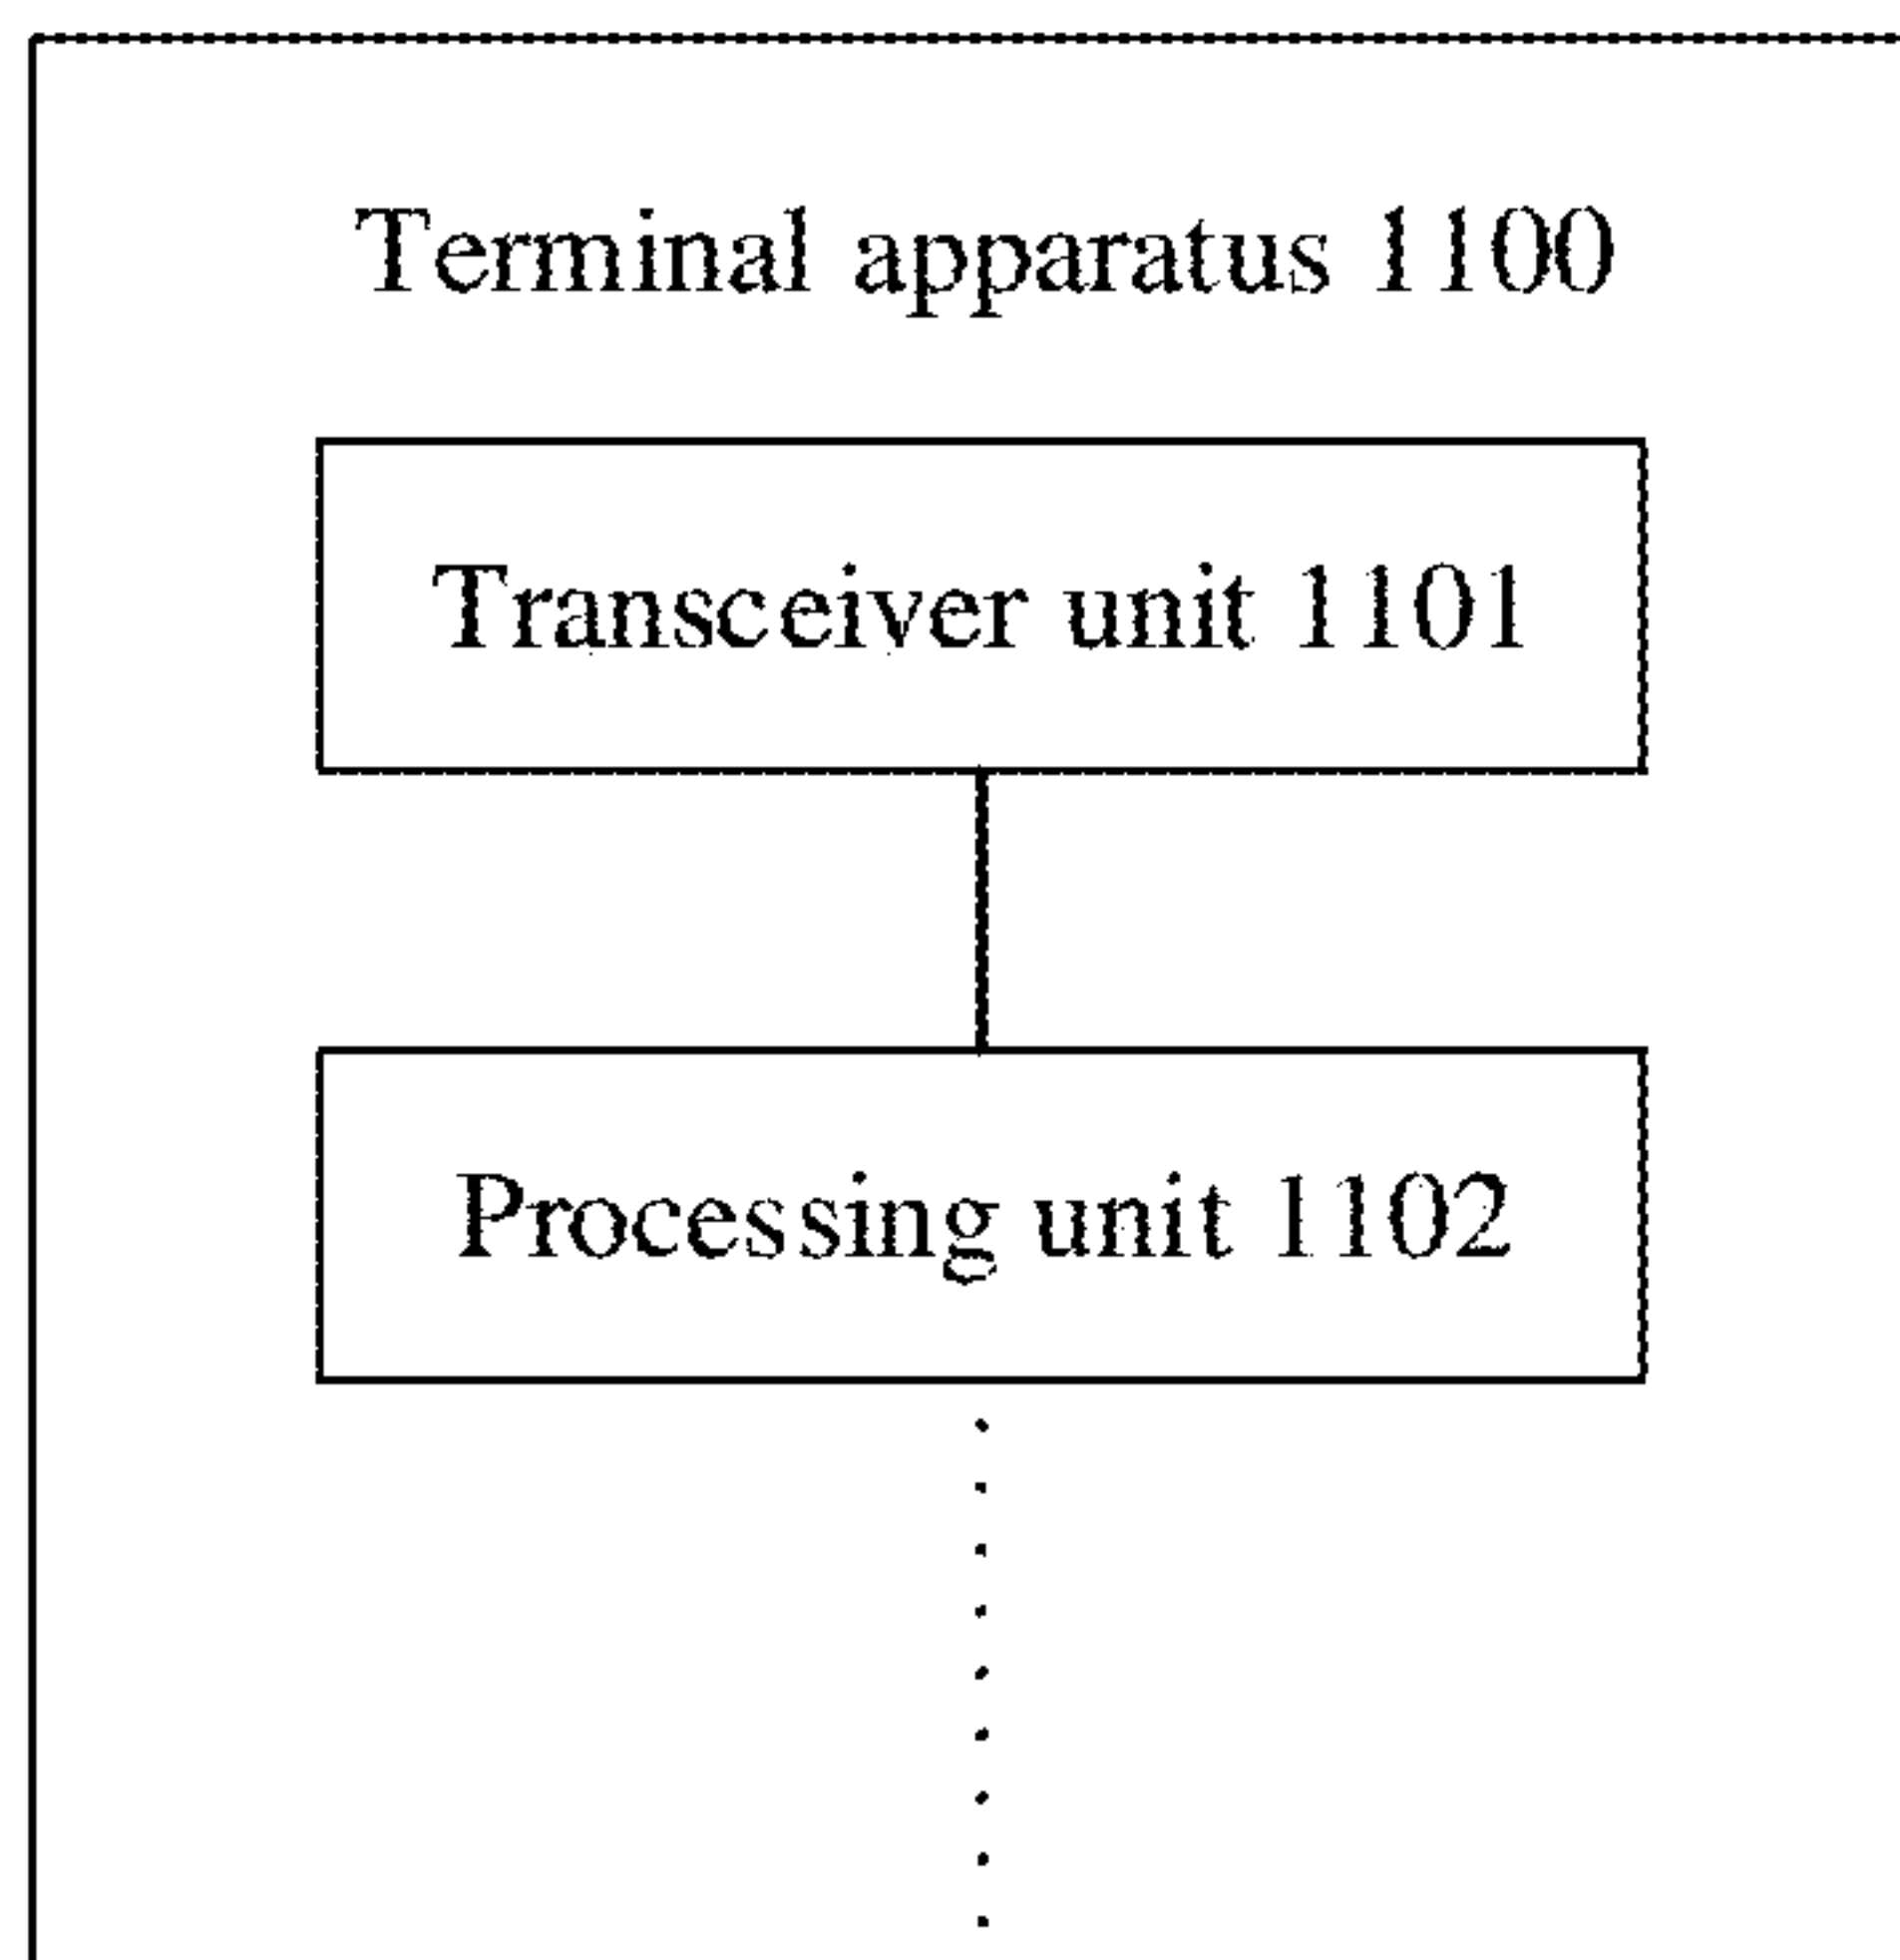 Terminal apparatus 1100
Transceiver unit 1101
Processing unit 1102